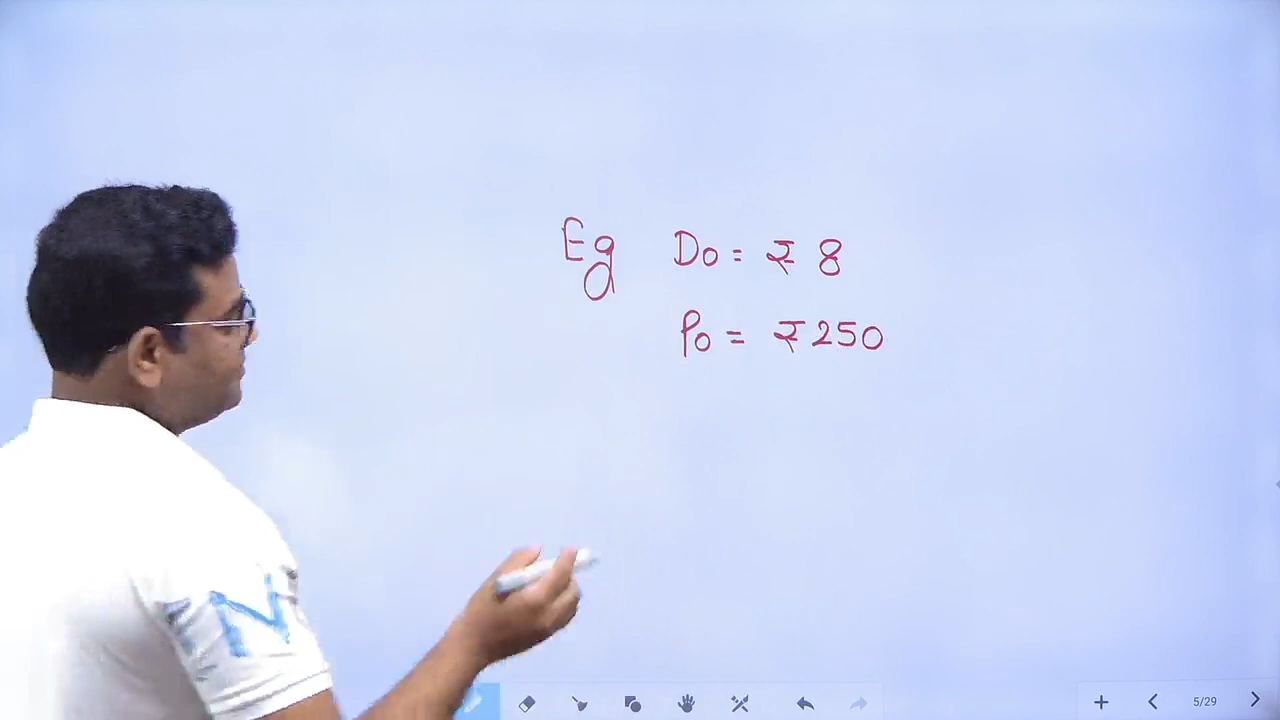 Eg D0 = ₹ 8
P0 = ₹ 250
5/29